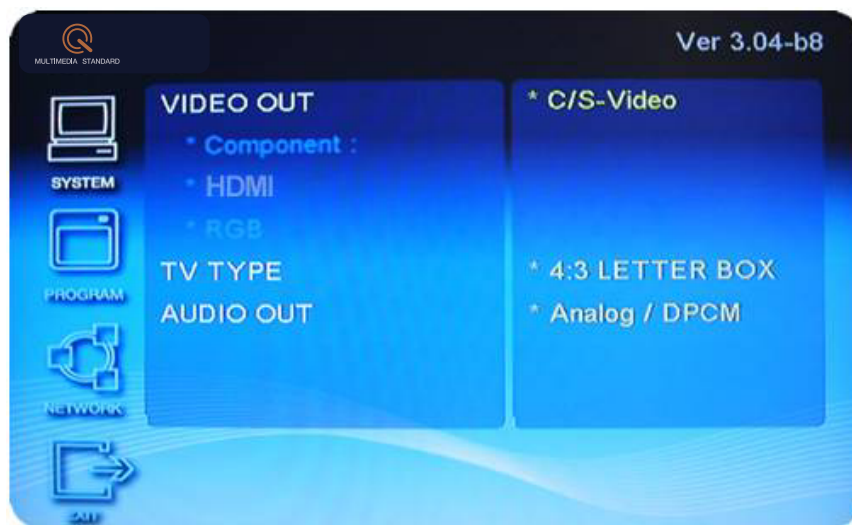 MULTIMEDIA STANDARD
Ver 3.04-b8
VIDEO OUT * C/S-Video
* Component :
* HDMI
* RGB
TV TYPE * 4:3 LETTER BOX
AUDIO OUT * Analog / DPCM
SYSTEM
PROGRAM
NETWORK
EXIT